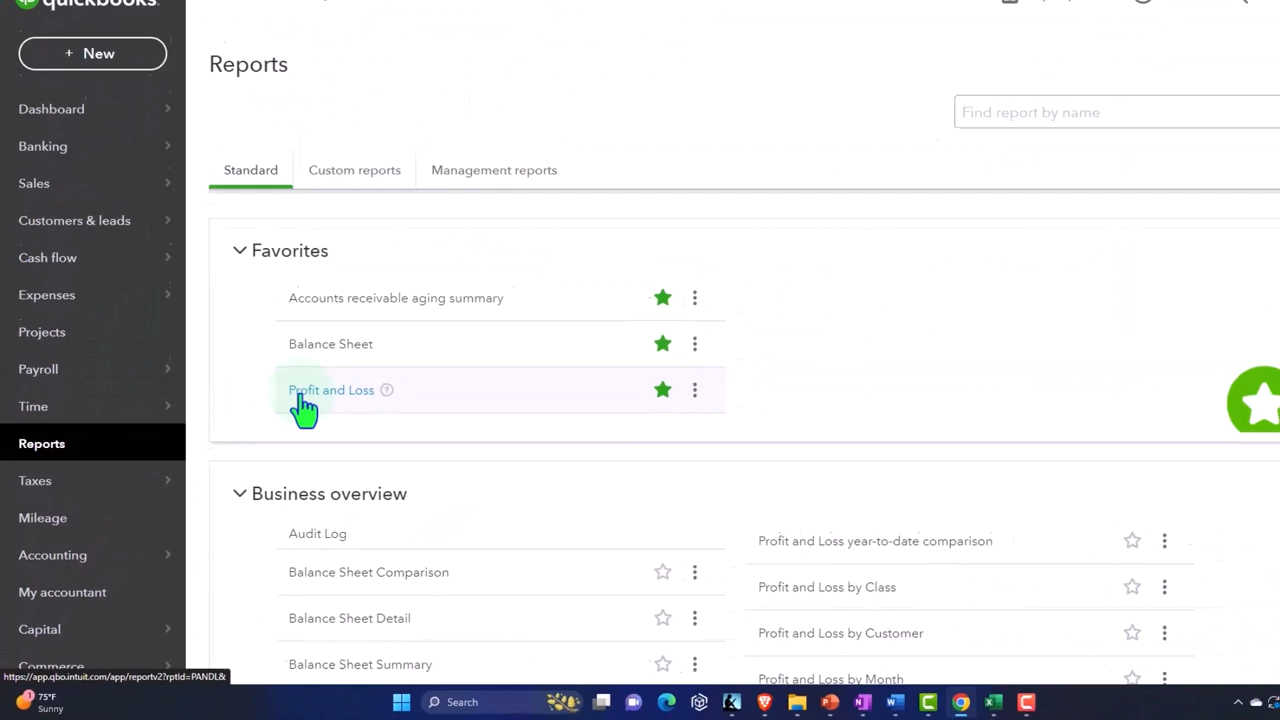 quickbooks
+ New
Dashboard
Banking
Sales
Customers & leads
Cash flow
Expenses
Projects
Payroll
Time
Reports
Taxes
Mileage
Accounting
My accountant
Capital
Commerce
Reports
Find report by name
Standard
Custom reports
Management reports
Favorites
Accounts receivable aging summary
Balance Sheet
Profit and Loss ?
Business overview
Audit Log
Balance Sheet Comparison
Balance Sheet Detail
Balance Sheet Summary
Profit and Loss year-to-date comparison
Profit and Loss by Class
Profit and Loss by Customer
Profit and Loss by Month
https://app.qbo.intuit.com/app/reportv2?rptId=PANDL&
1
75°F
Sunny
Search